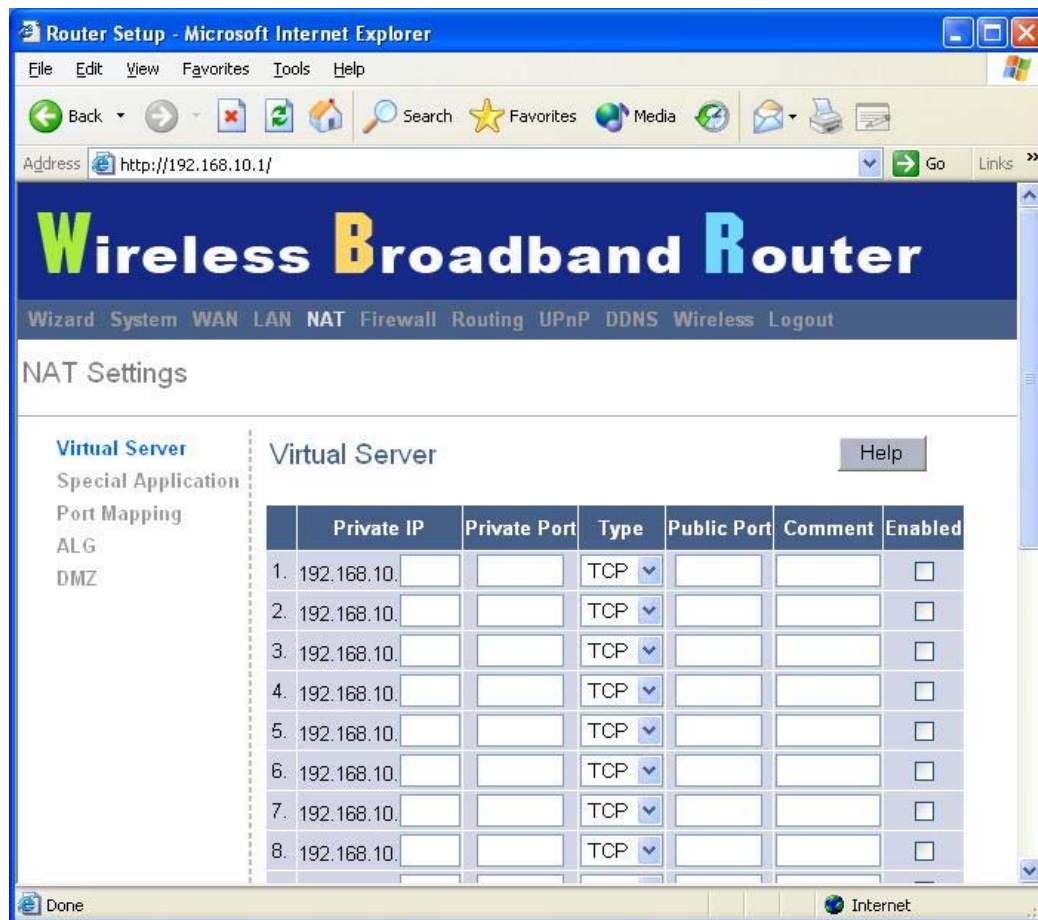 Router Setup - Microsoft Internet Explorer
File Edit View Favorites Tools Help
Back Search Favorites Media
Address http://192.168.10.1/ Go Links »
Wireless Broadband Router
Wizard System WAN LAN NAT Firewall Routing UPnP DDNS Wireless Logout
NAT Settings
Virtual Server
Special Application
Port Mapping
ALG
DMZ
Virtual Server Help
Private IP Private Port Type Public Port Comment Enabled
1. 192.168.10. TCP
2. 192.168.10. TCP
3. 192.168.10. TCP
4. 192.168.10. TCP
5. 192.168.10. TCP
6. 192.168.10. TCP
7. 192.168.10. TCP
8. 192.168.10. TCP
Done Internet